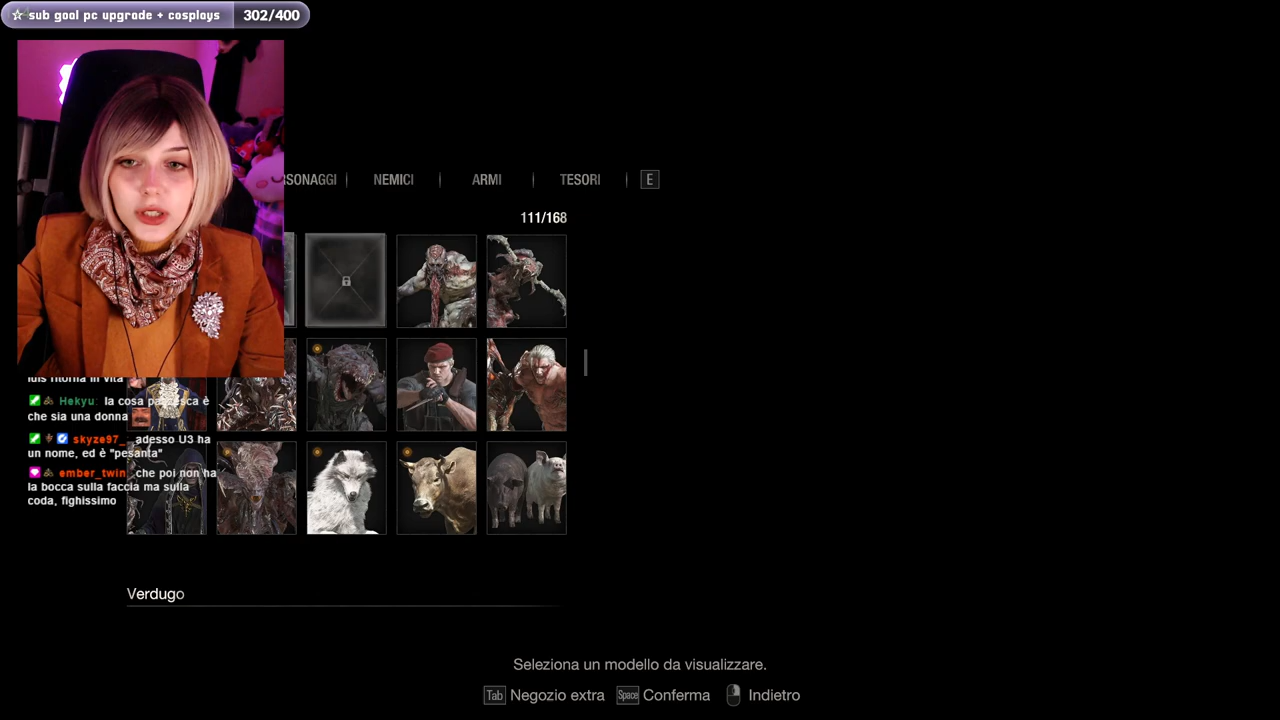 sub goal pc upgrade + cosplays 302/400
SONAGGI NEMICI ARMI TESORI E
111/168
luis ritorna in vita
Hekyu: la cosa pazzesca è
che sia una donna
skyze97_: adesso U3 ha
un nome, ed è "pesanta"
ember_twin: che poi non ha
la bocca sulla faccia ma sulla
coda, fighissimo
Verdugo
Seleziona un modello da visualizzare.
Tab Negozio extra Space Conferma Indietro